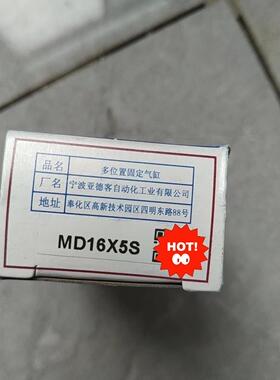 品名 多位置固定气缸
厂名 宁波亚德客自动化工业有限公司
地址 奉化区高新技术园区四明东路88号
MD16X5S
HOT!